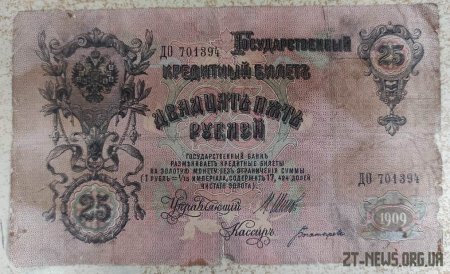 ДО 701394
Государственный
25
Кредитный Билетъ
Двадцать пять
рублей
Государственный Банкъ
размѣниваетъ кредитные билеты
на золотую монету безъ ограниченія суммы
(1 рубль = 1/15 имперіала, содержитъ 17,424 долей
чистаго золота).
ДО 701394
25
Управляющій
Кассиръ
1909
ZT-NEWS.ORG.UA